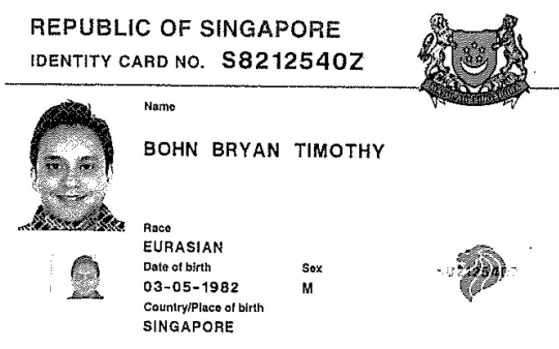 REPUBLIC OF SINGAPORE
IDENTITY CARD NO. S8212540Z
Name
BOHN BRYAN TIMOTHY
Race
EURASIAN
Date of birth Sex
03-05-1982 M
Country/Place of birth
SINGAPORE